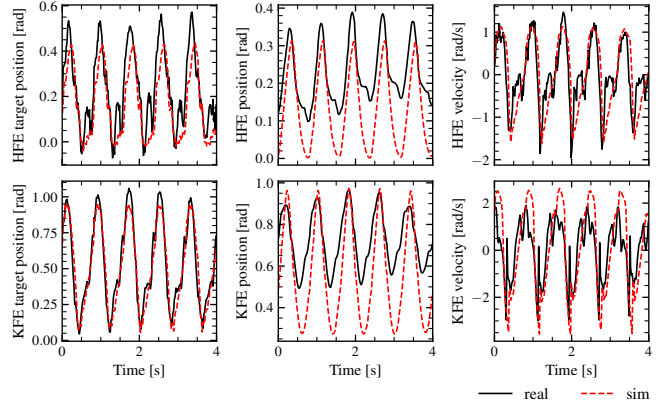 HFE target position [rad]
0.6
0.4
0.2
0.0
HFE position [rad]
0.4
0.3
0.2
0.1
0.0
HFE velocity [rad/s]
1
0
−1
−2
KFE target position [rad]
1.00
0.75
0.50
0.25
0.00
KFE position [rad]
1.0
0.8
0.6
0.4
KFE velocity [rad/s]
2
0
−2
0 2 4
0 2 4
0 2 4
Time [s] Time [s] Time [s]
real sim